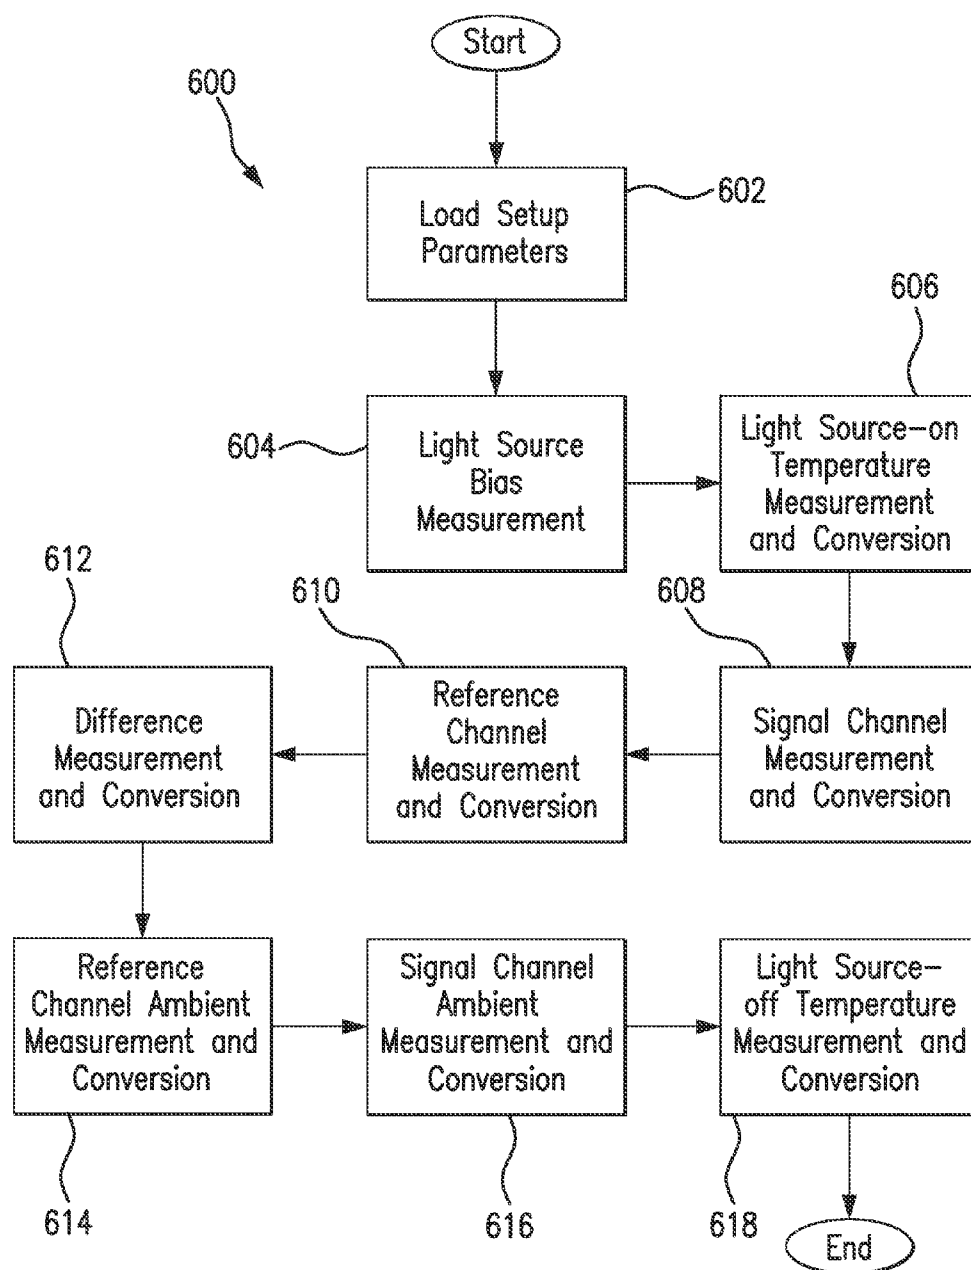 Start
600
602
Load Setup
Parameters
606
604
Light Source
Bias
Measurement
Light Source-on
Temperature
Measurement
and Conversion
612
610
608
Difference
Measurement
and Conversion
Reference
Channel
Measurement
and Conversion
Signal Channel
Measurement
and Conversion
Reference
Channel Ambient
Measurement and
Conversion
Signal Channel
Ambient
Measurement and
Conversion
Light Source-
off Temperature
Measurement and
Conversion
614
616
618
End